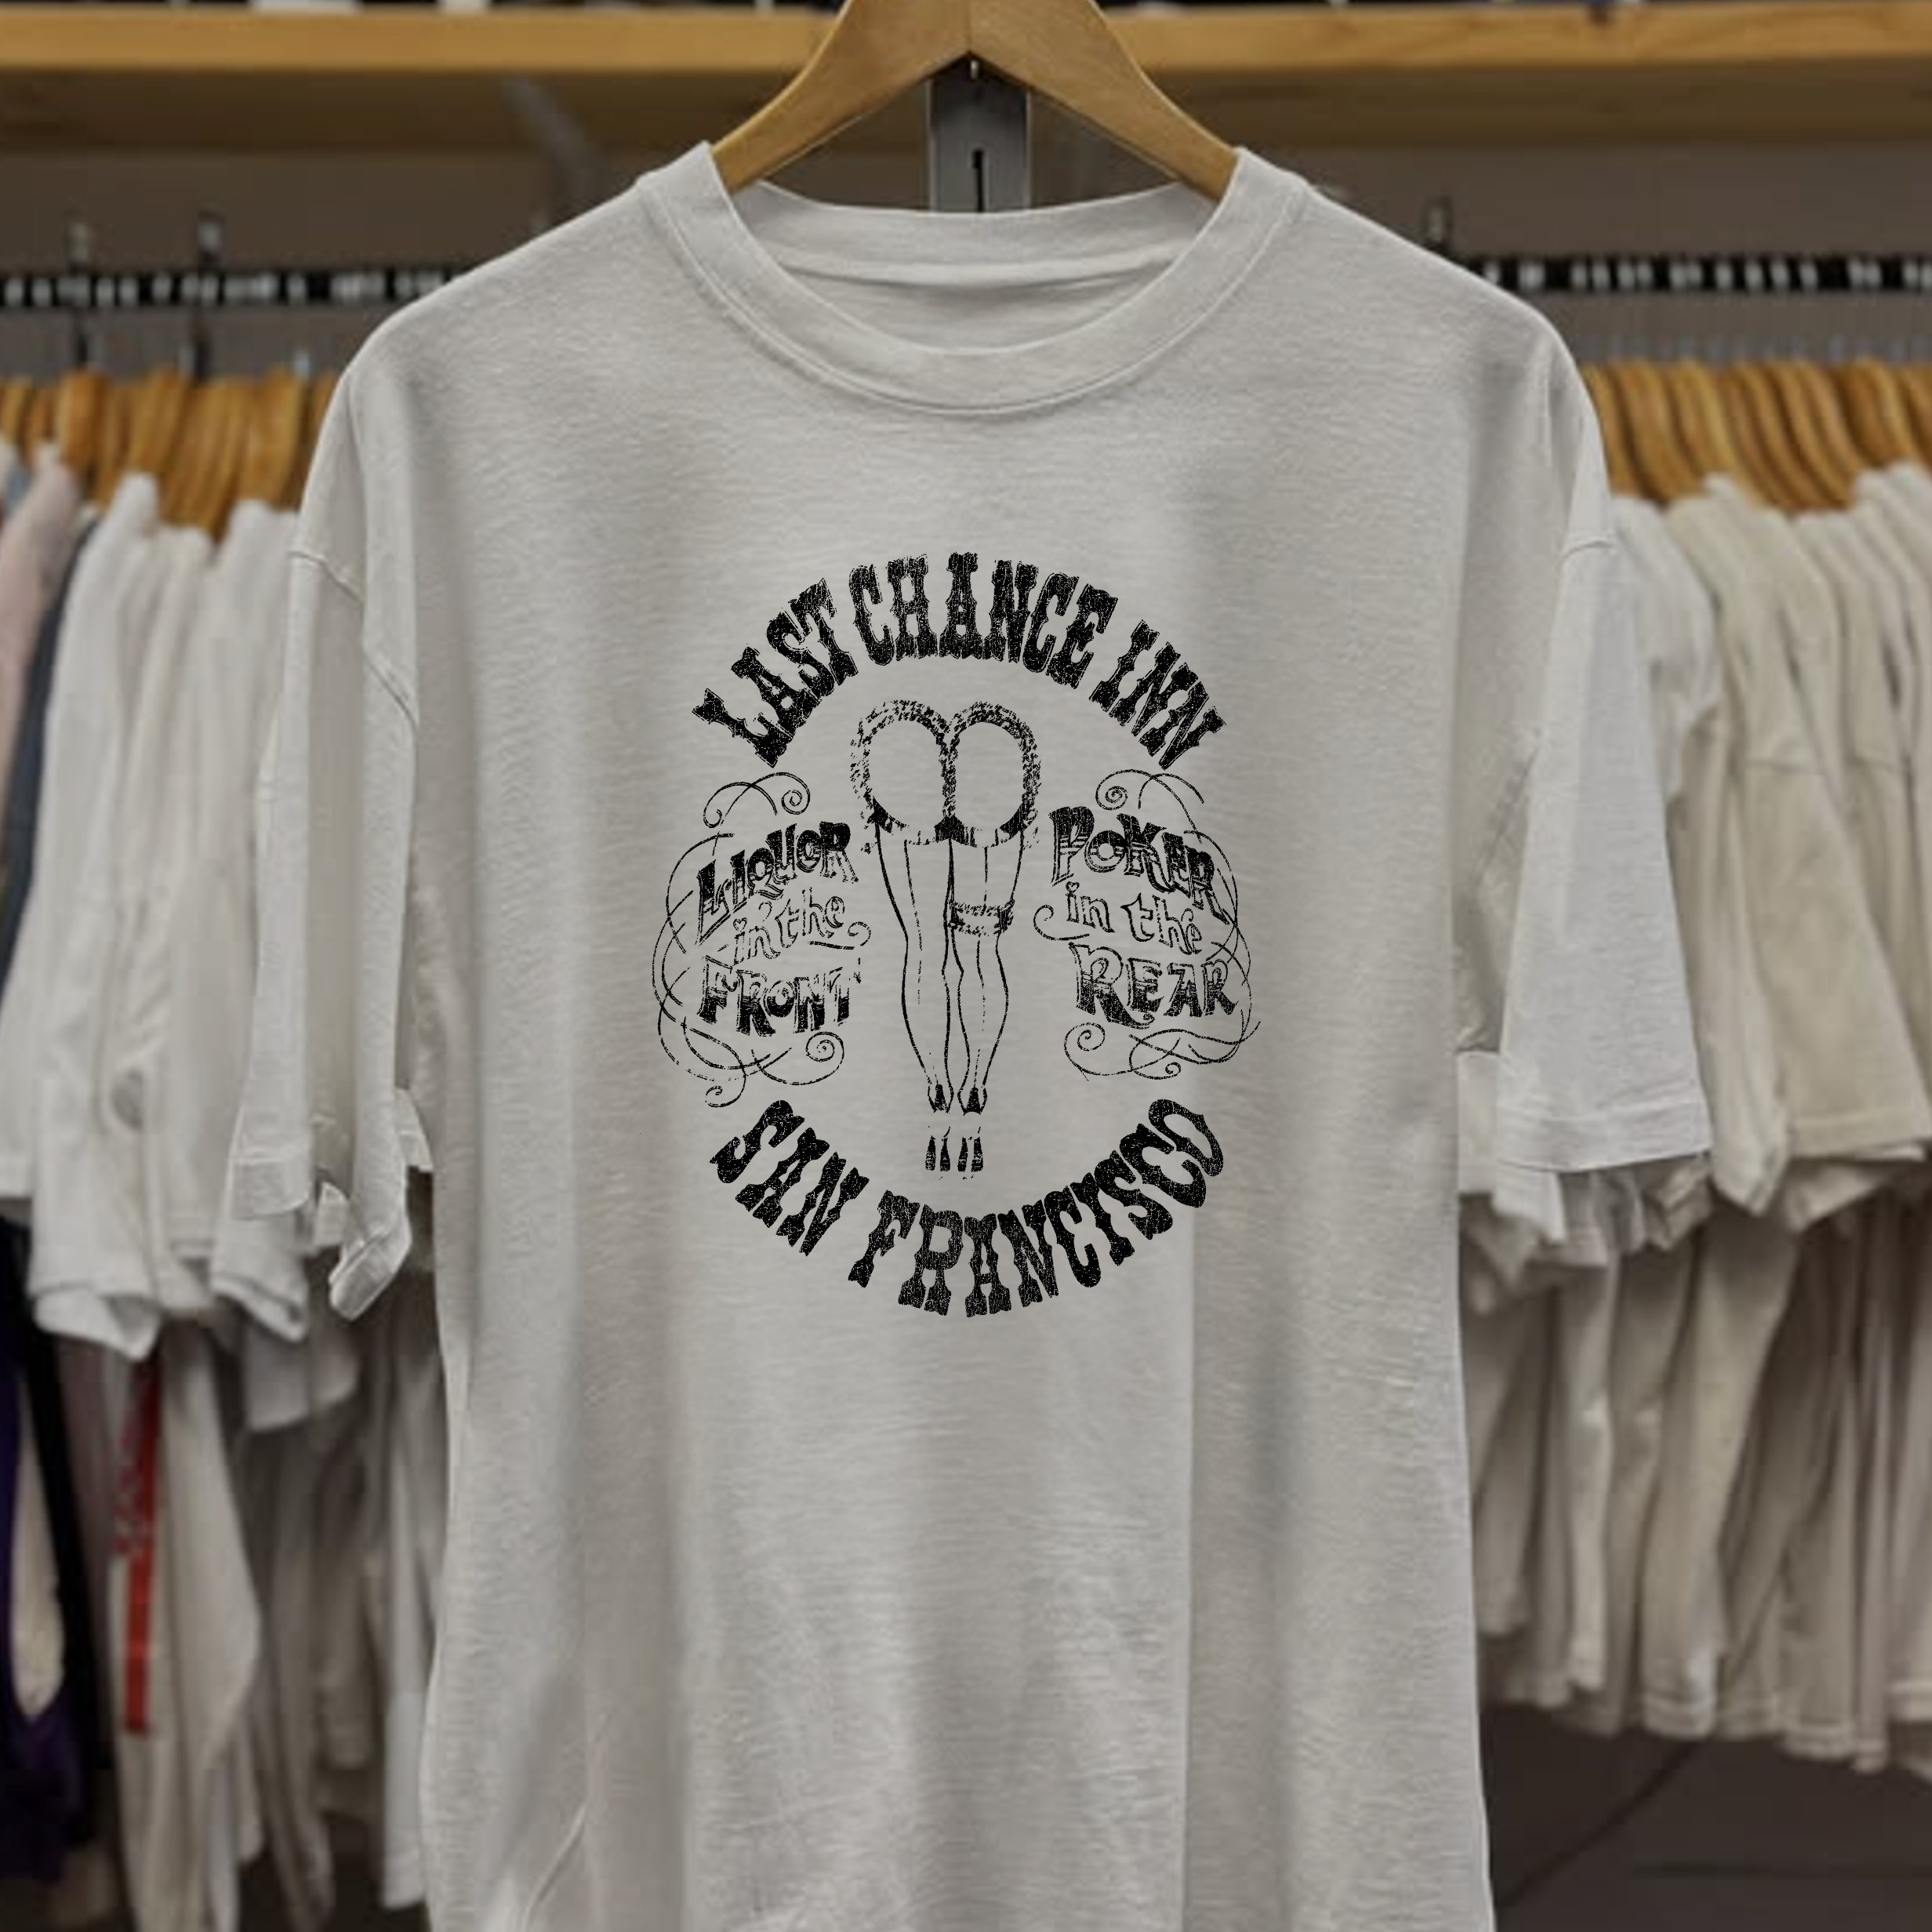 LAST CHANCE INN
LIQUOR
in the
FRONT
POKER
in the
REAR
SAN FRANCISCO